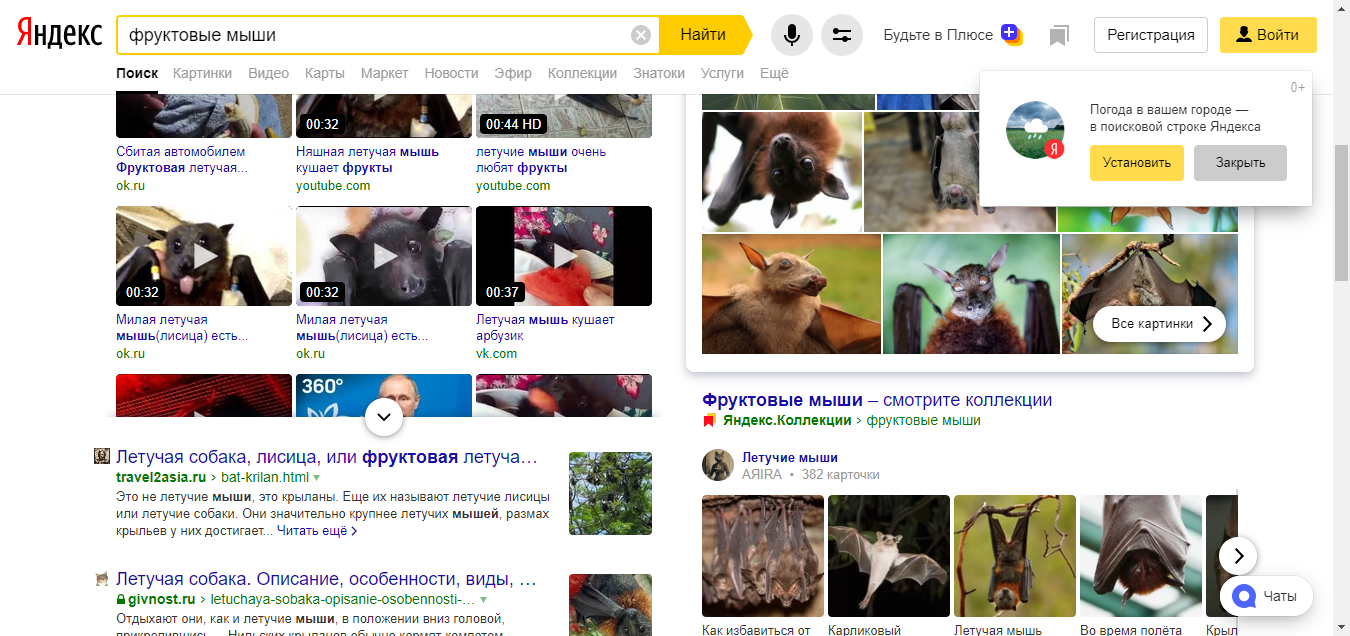 Яндекс
фруктовые мыши
Найти
Будьте в Плюсе
Регистрация
Войти
Поиск Картинки Видео Карты Маркет Новости Эфир Коллекции Знатоки Услуги Ещё
0+
Погода в вашем городе —
в поисковой строке Яндекса
Установить
Закрыть
00:32
00:44 HD
Сбитая автомобилем
Фруктовая летучая...
ok.ru
Няшная летучая мышь
кушает фрукты
youtube.com
летучие мыши очень
любят фрукты
youtube.com
00:32
00:32
00:37
Милая летучая
мышь(лисица) есть...
ok.ru
Милая летучая
мышь(лисица) есть...
ok.ru
Летучая мышь кушает
арбузик
vk.com
360°
Летучая собака, лисица, или фруктовая летуча…
travel2asia.ru › bat-krilan.html
Это не летучие мыши, это крыланы. Еще их называют летучие лисицы
или летучие собаки. Они значительно крупнее летучих мышей, размах
крыльев у них достигает... Читать ещё
Летучая собака. Описание, особенности, виды, …
givnost.ru › letuchaya-sobaka-opisanie-osobennosti-…
Отдыхают они, как и летучие мыши, в положении вниз головой,
прикрепившись... Нильских крыланов обычно кормят компотом
Все картинки
Фруктовые мыши – смотрите коллекции
Яндекс.Коллекции › фруктовые мыши
Летучие мыши
АЯIRA • 382 карточки
Как избавиться от
Карликовый
Летучая мышь
Во время полёта
Крыл
Чаты